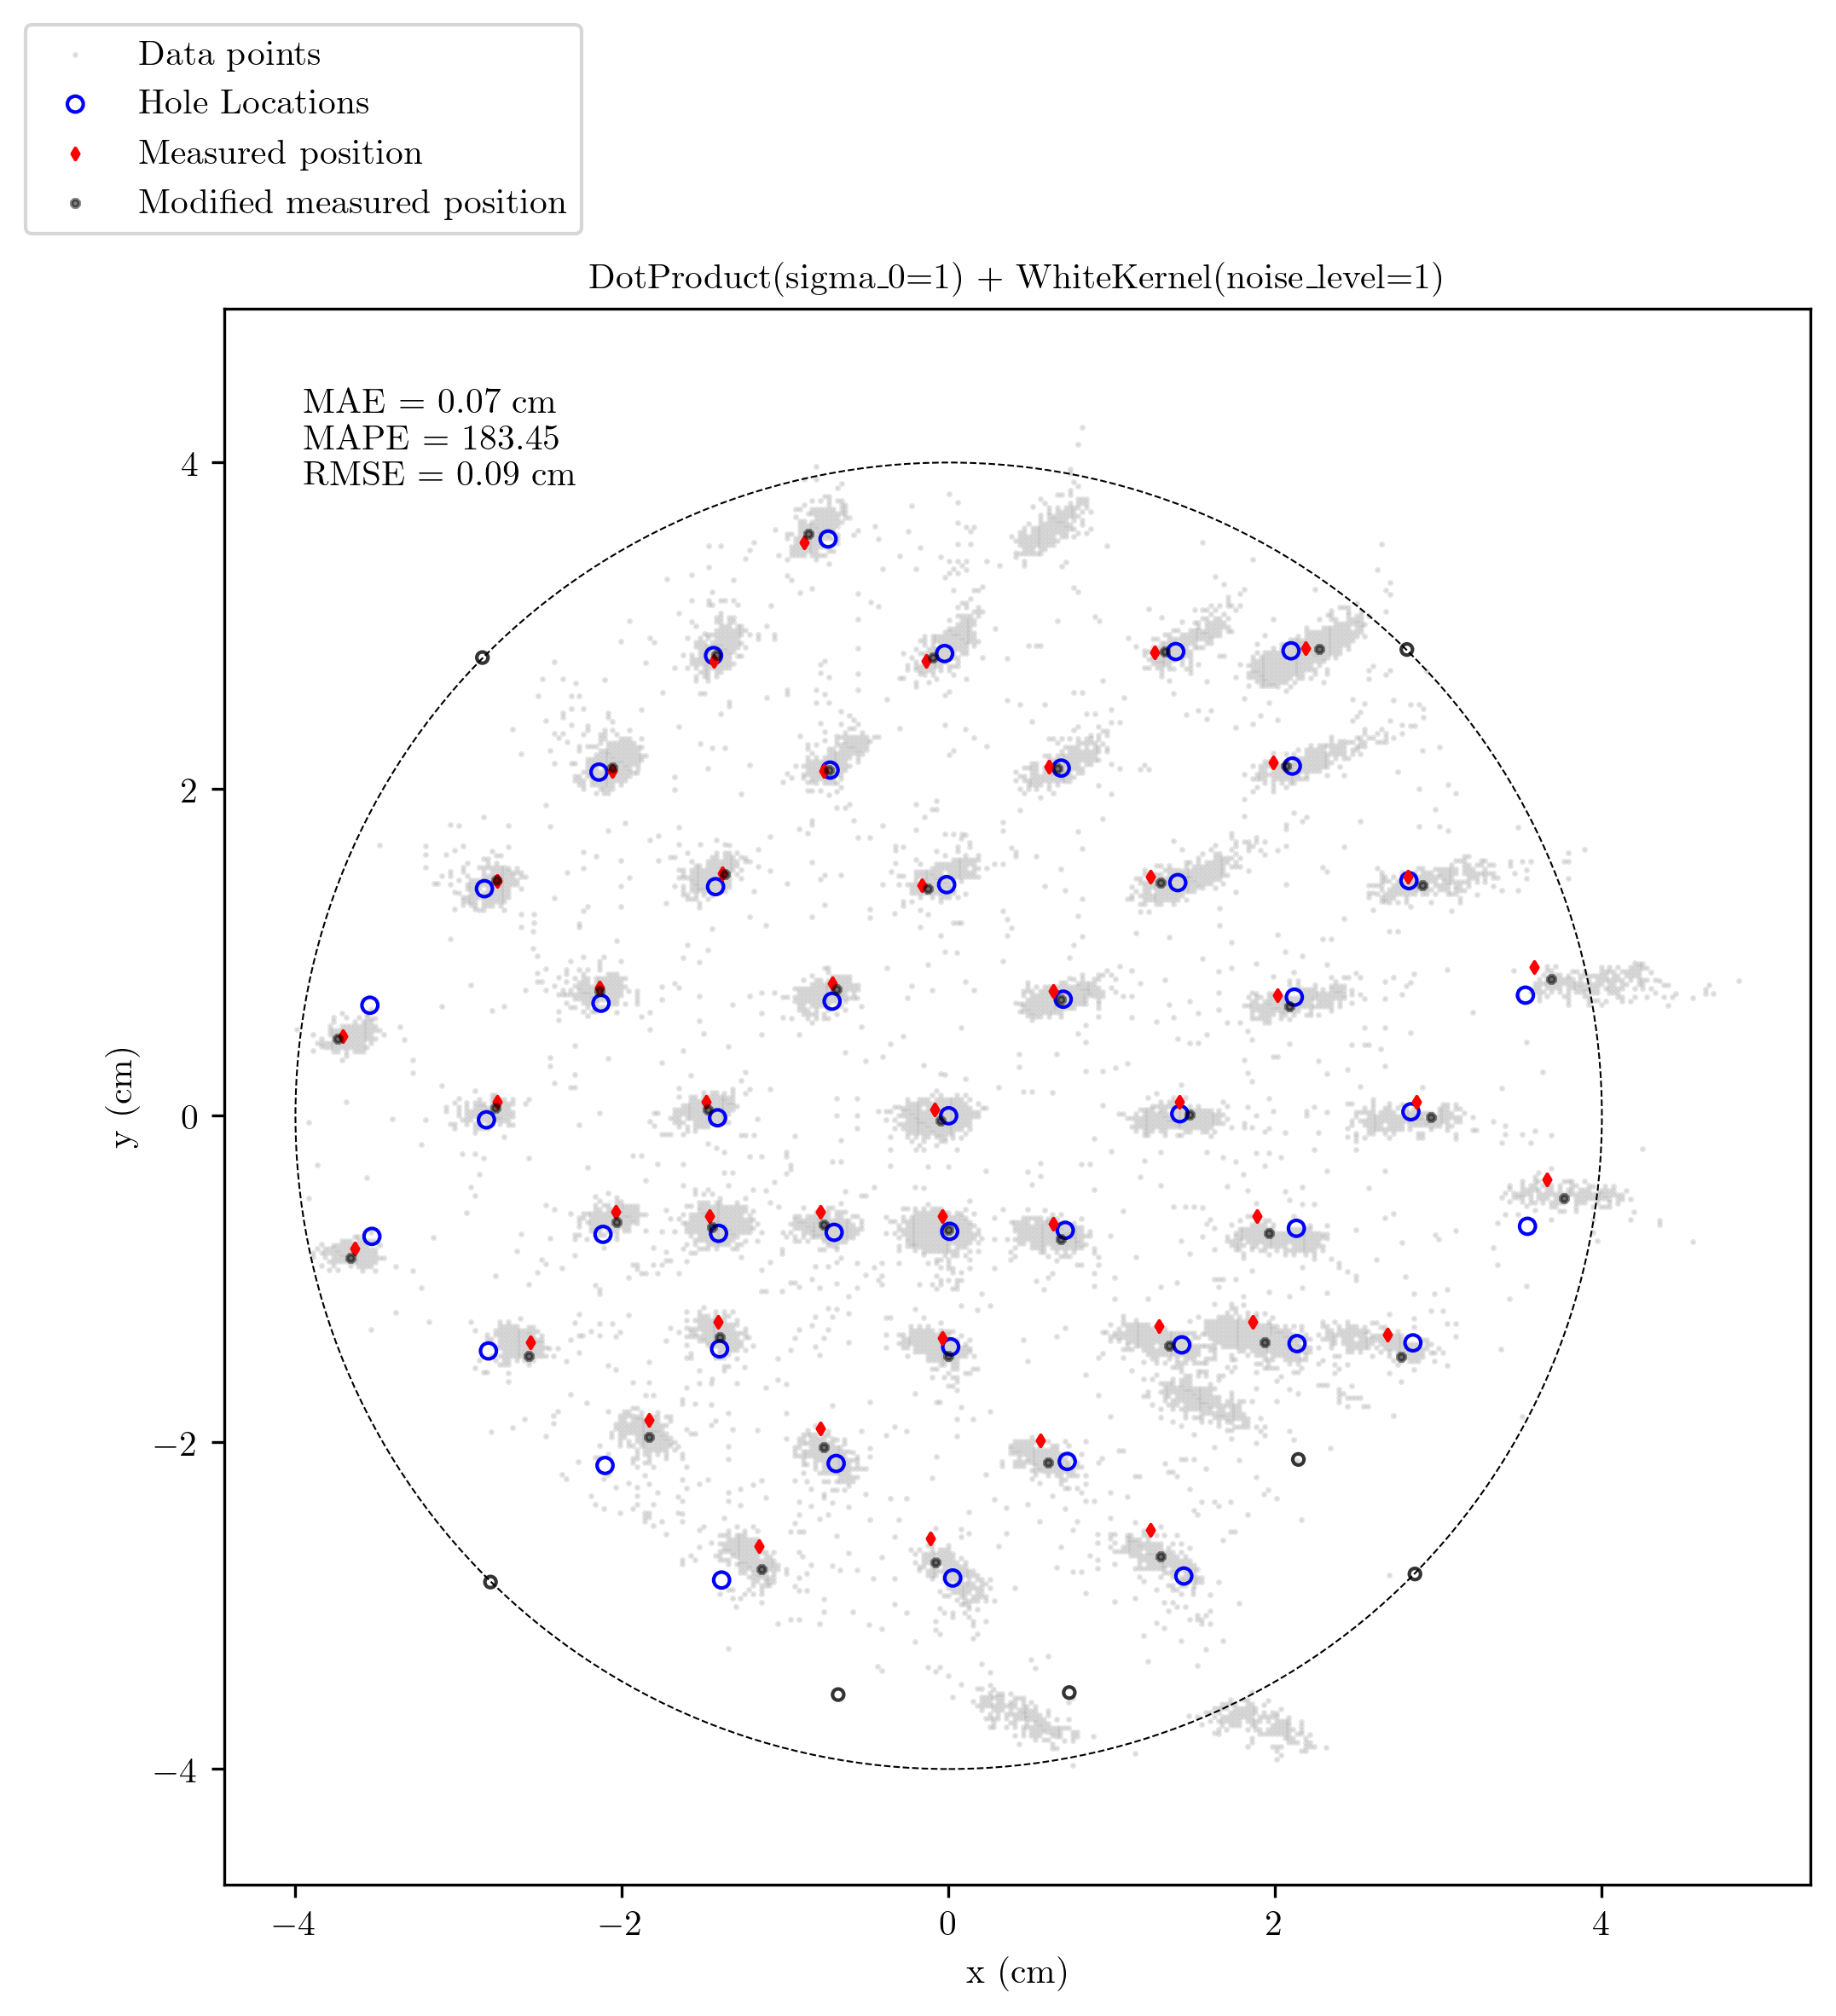 Data points
Hole Locations
Measured position
Modified measured position
DotProduct(sigma_0=1) + WhiteKernel(noise_level=1)
MAE = 0.07 cm
MAPE = 183.45
RMSE = 0.09 cm
4
2
0
−2
−4
y (cm)
−4 −2 0 2 4
x (cm)